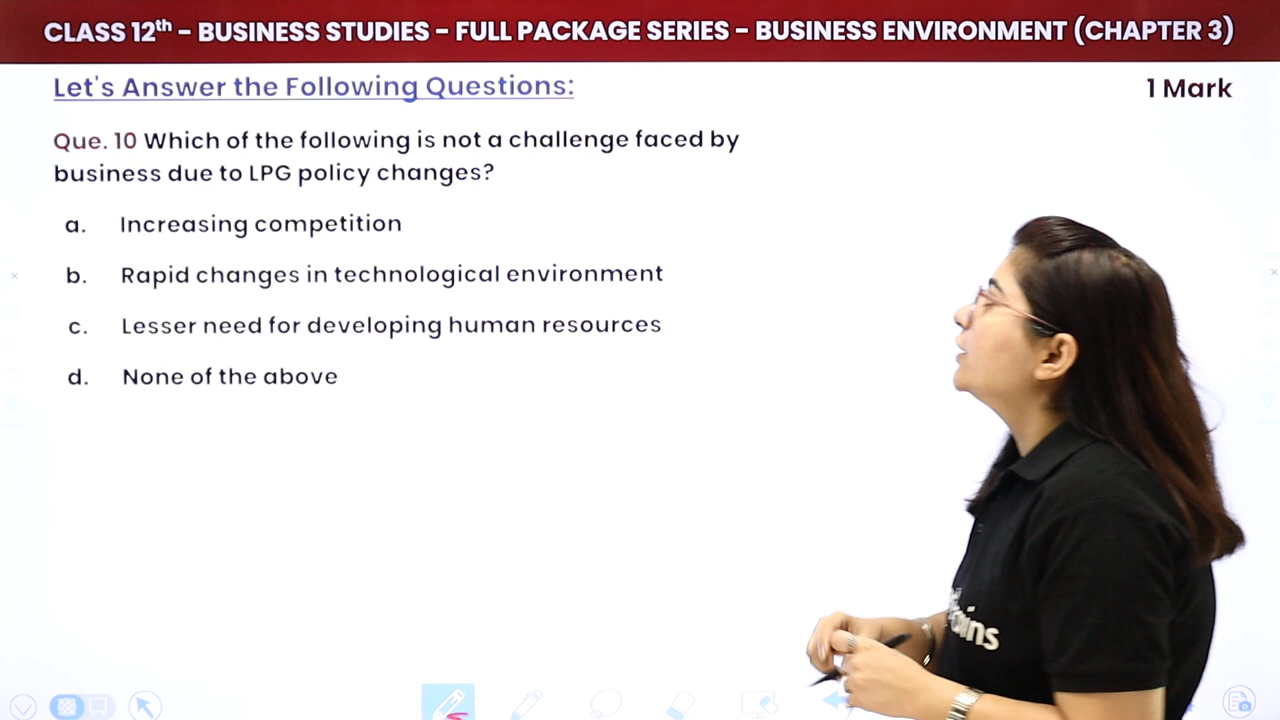 CLASS 12th – BUSINESS STUDIES – FULL PACKAGE SERIES – BUSINESS ENVIRONMENT (CHAPTER 3)
Let's Answer the Following Questions:
1 Mark
Que. 10 Which of the following is not a challenge faced by
business due to LPG policy changes?
a. Increasing competition
b. Rapid changes in technological environment
c. Lesser need for developing human resources
d. None of the above